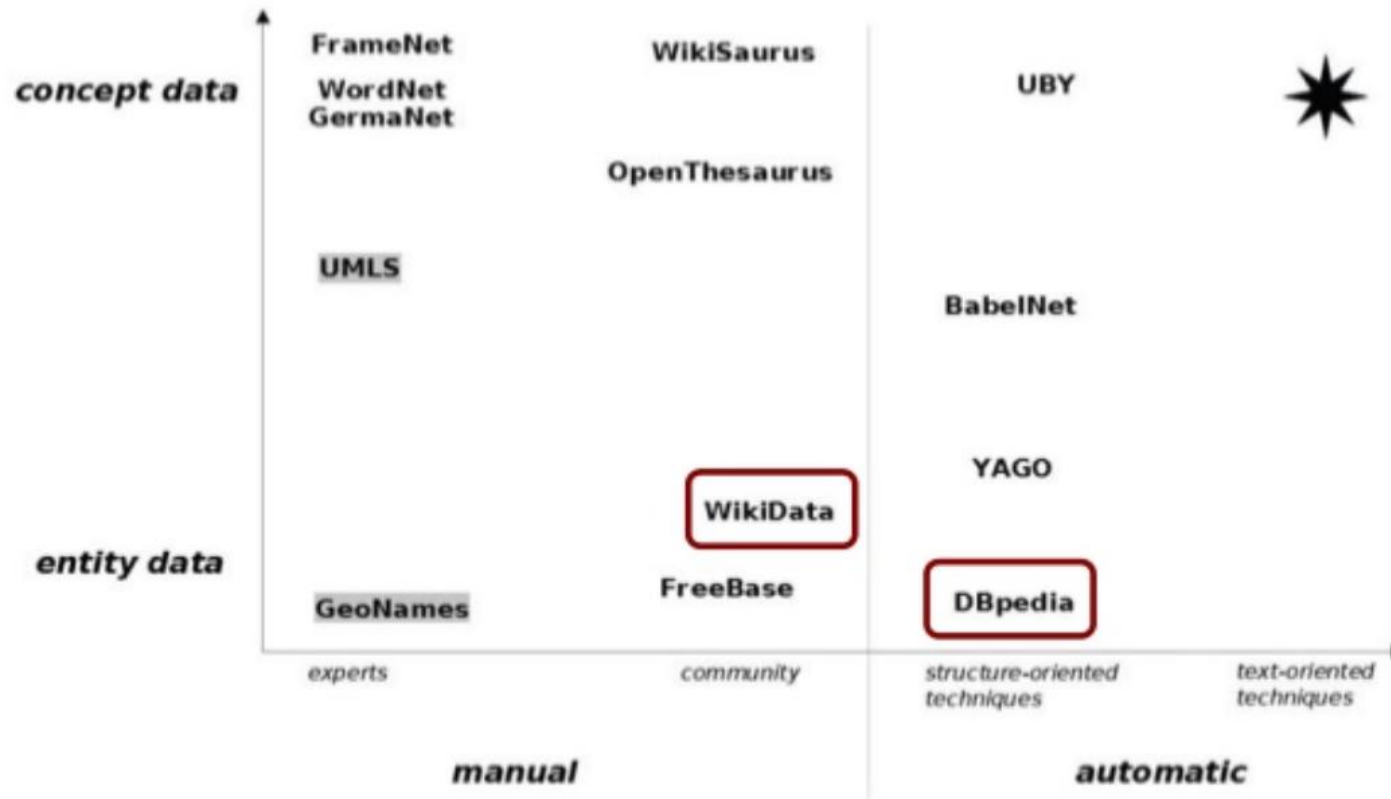 FrameNet
WikiSaurus
UBY
concept data
WordNet
GermaNet
OpenThesaurus
UMLS
BabelNet
YAGO
WikiData
entity data
FreeBase
DBpedia
GeoNames
experts
community
structure-oriented
techniques
text-oriented
techniques
manual
automatic